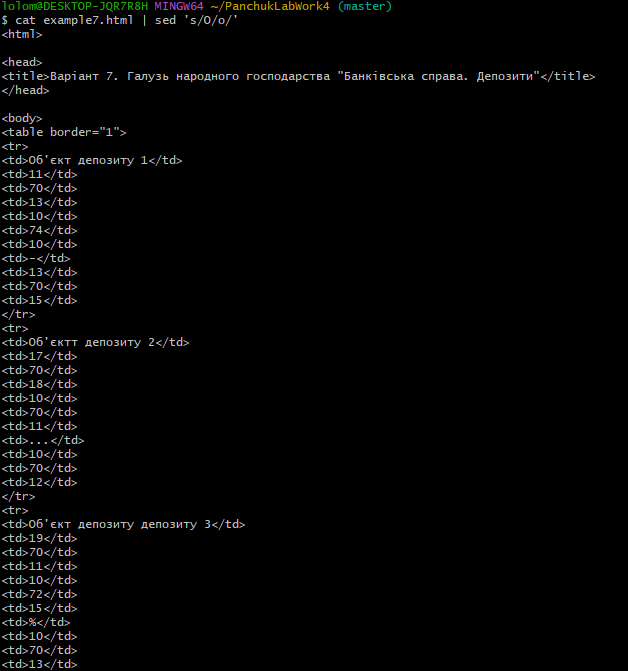 lolom@DESKTOP-JQR7R8H MINGW64 ~/PanchukLabWork4 (master)
$ cat example7.html | sed 's/O/o/'
<html>

<head>
<title>Варіант 7. Галузь народного господарства "Банківська справа. Депозити"</title>
</head>

<body>
<table border="1">
<tr>
<td>Об'єкт депозиту 1</td>
<td>11</td>
<td>70</td>
<td>13</td>
<td>10</td>
<td>74</td>
<td>10</td>
<td>-</td>
<td>13</td>
<td>70</td>
<td>15</td>
</tr>
<tr>
<td>Об'єктт депозиту 2</td>
<td>17</td>
<td>70</td>
<td>18</td>
<td>10</td>
<td>70</td>
<td>11</td>
<td>...</td>
<td>10</td>
<td>70</td>
<td>12</td>
</tr>
<tr>
<td>Об'єкт депозиту депозиту 3</td>
<td>19</td>
<td>70</td>
<td>11</td>
<td>10</td>
<td>72</td>
<td>15</td>
<td>%</td>
<td>10</td>
<td>70</td>
<td>13</td>